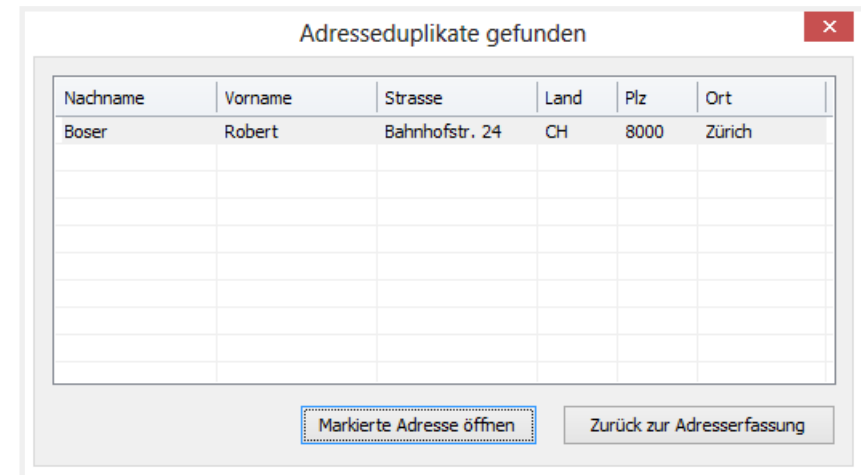 Adresseduplikate gefunden
Nachname Vorname Strasse Land Plz Ort
Boser Robert Bahnhofstr. 24 CH 8000 Zürich
Markierte Adresse öffnen Zurück zur Adresserfassung